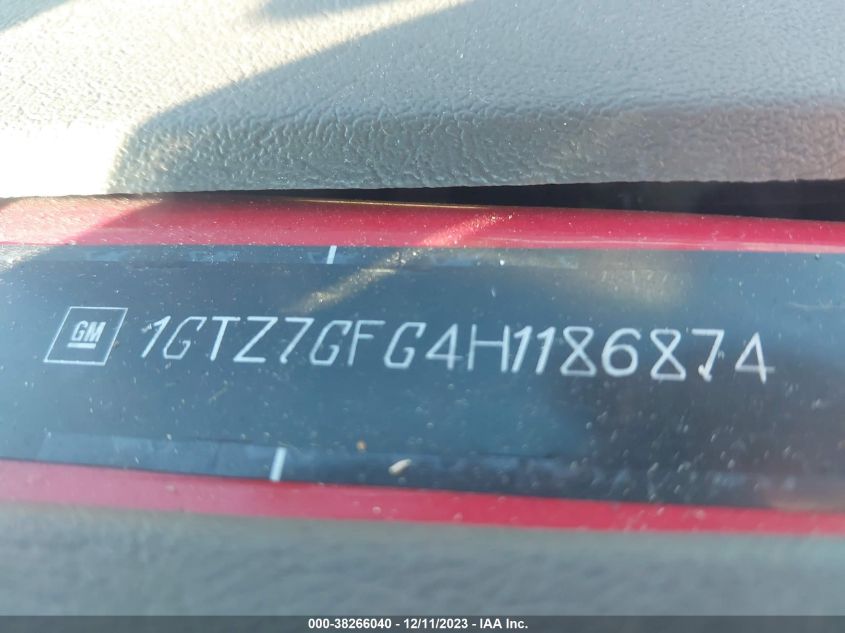 GM 1GTZ7GFG4H1186874
000-38266040 - 12/11/2023 - IAA Inc.